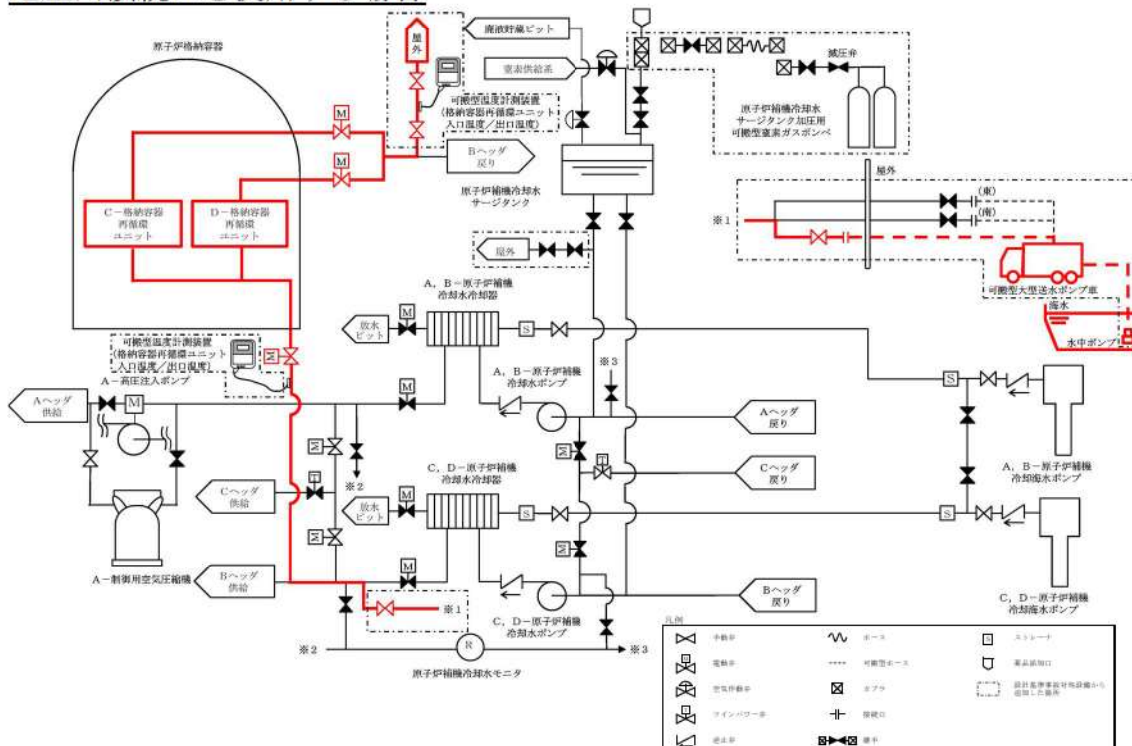 原子炉格納容器
屋外
廃液貯蔵ピット
窒素供給系
減圧弁
原子炉補機冷却水
サージタンク加圧用
可搬型窒素ガスボンベ
可搬型温度計測装置
(格納容器再循環ユニット
入口温度/出口温度)
M
M
Bヘッダ
戻り
原子炉補機冷却水
サージタンク
C-格納容器
再循環
ユニット
D-格納容器
再循環
ユニット
屋外
※1
(東)
(南)
可搬型大型送水ポンプ車
海水
水中ポンプ
屋外
A,B-原子炉補機
冷却水冷却器
放水
ピット
M
S
可搬型温度計測装置
(格納容器再循環ユニット
入口温度/出口温度)
M
※3
A,B-原子炉補機
冷却水ポンプ
S
A-高圧注入ポンプ
Aヘッダ
供給
M
M
Aヘッダ
戻り
A,B-原子炉補機
冷却海水ポンプ
M
M
T
Cヘッダ
戻り
※2
C,D-原子炉補機
冷却水冷却器
Cヘッダ
供給
T
放水
ピット
M
S
S
M
M
A-制御用空気圧縮機
Bヘッダ
供給
M
Bヘッダ
戻り
※1
C,D-原子炉補機
冷却水ポンプ
C,D-原子炉補機
冷却海水ポンプ
※2
R
※3
原子炉補機冷却水モニタ
凡例
手動弁
ホース
S
ストレーナ
電動弁
可搬型ホース
薬品添加口
空気作動弁
カプラ
設計基準事故対処設備から
追加した箇所
T
ツインパワー弁
接続口
逆止弁
継手